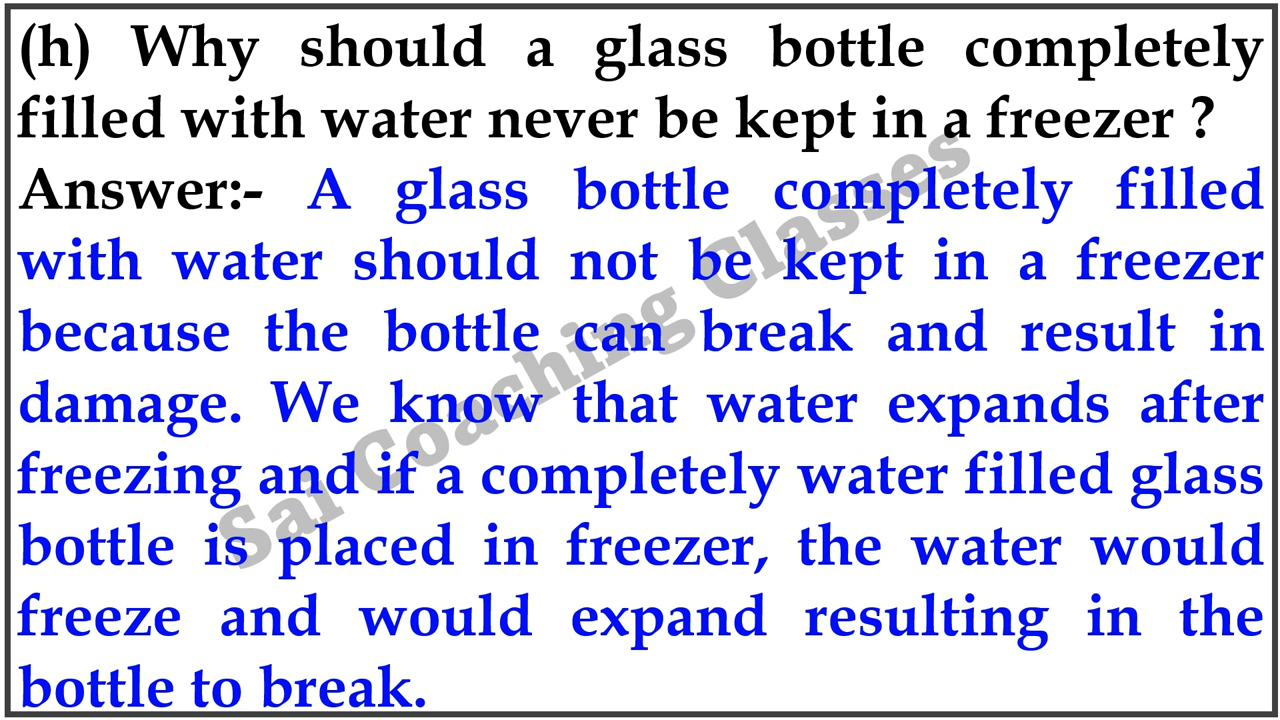 (h) Why should a glass bottle completely
filled with water never be kept in a freezer ?
Answer:- A glass bottle completely filled
with water should not be kept in a freezer
because the bottle can break and result in
damage. We know that water expands after
freezing and if a completely water filled glass
bottle is placed in freezer, the water would
freeze and would expand resulting in the
bottle to break.
Sai Coaching Classes